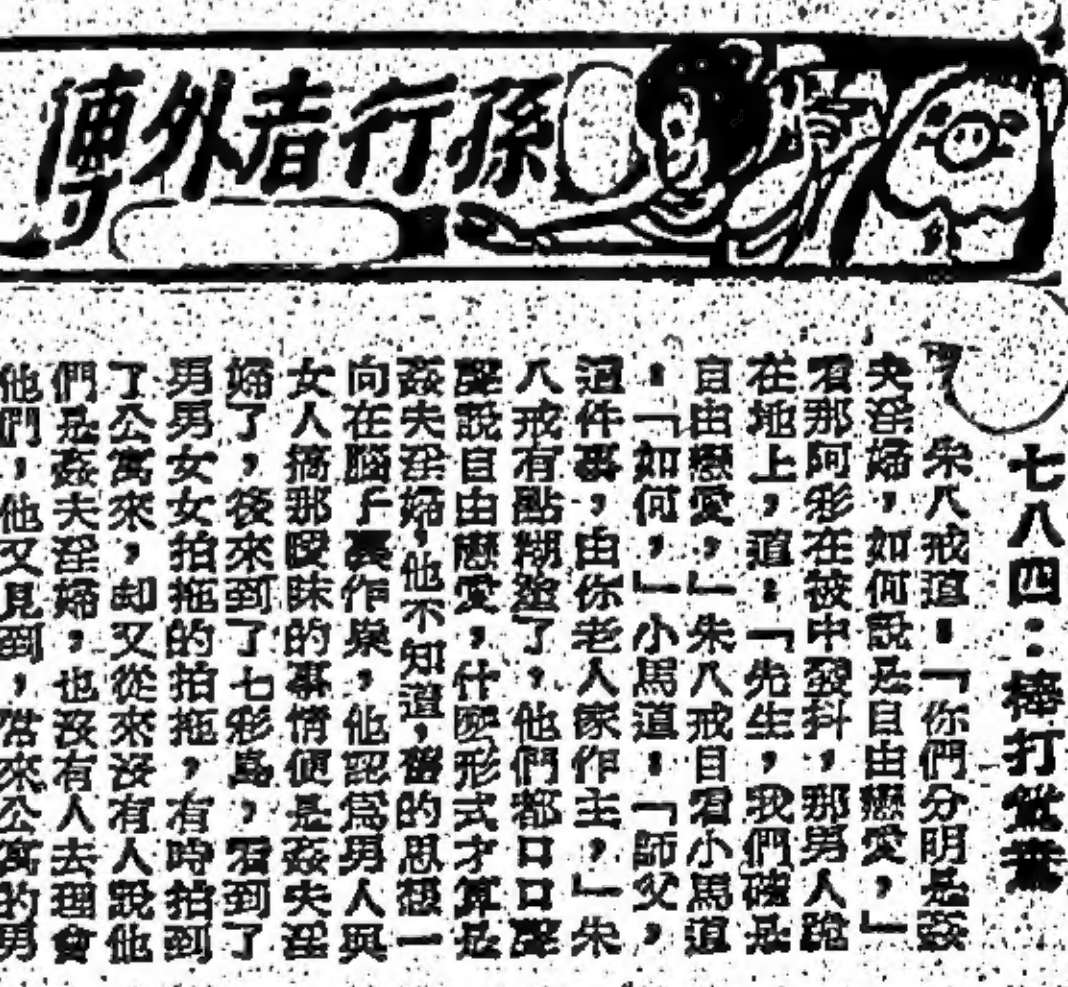 孫行者外傳
七八四：棒打鴛鴦
朱八戒道：「你們分明是姦
夫淫婦，如何說是自由戀愛，」
看那阿彩在被中發抖，那男人跪
在地上，道：「先生，我們確是
自由戀愛，」朱八戒目看小馬道
：「如何，」小馬道：「師父，
這件事，由你老人家作主，」朱
八戒有點糊塗了，他們都口口聲
聲說自由戀愛，什麼形式才算是
姦夫淫婦，他不知道，舊的思想一
向在腦子裏作祟，他認爲男人與
女人搞那曖昧的事情便是姦夫淫
婦了，後來到了七彩島，看到了
男男女女拍拖的拍拖，有時拍到
了公寓來，却又從來沒有人說他
們是姦夫淫婦，也沒有人去理會
他們，他又見到，常來公寓的男